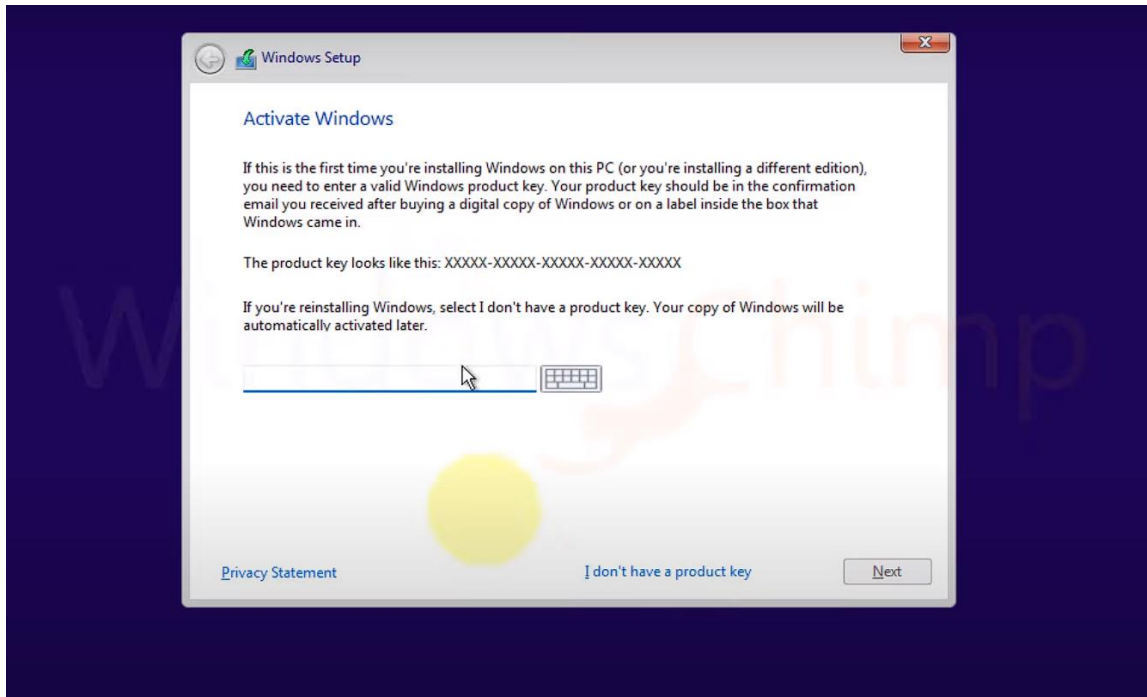 Windows Setup
Activate Windows
If this is the first time you're installing Windows on this PC (or you're installing a different edition),
you need to enter a valid Windows product key. Your product key should be in the confirmation
email you received after buying a digital copy of Windows or on a label inside the box that
Windows came in.
The product key looks like this: XXXXX-XXXXX-XXXXX-XXXXX-XXXXX
If you're reinstalling Windows, select I don't have a product key. Your copy of Windows will be
automatically activated later.
WindowsChimp
Privacy Statement
I don't have a product key
Next